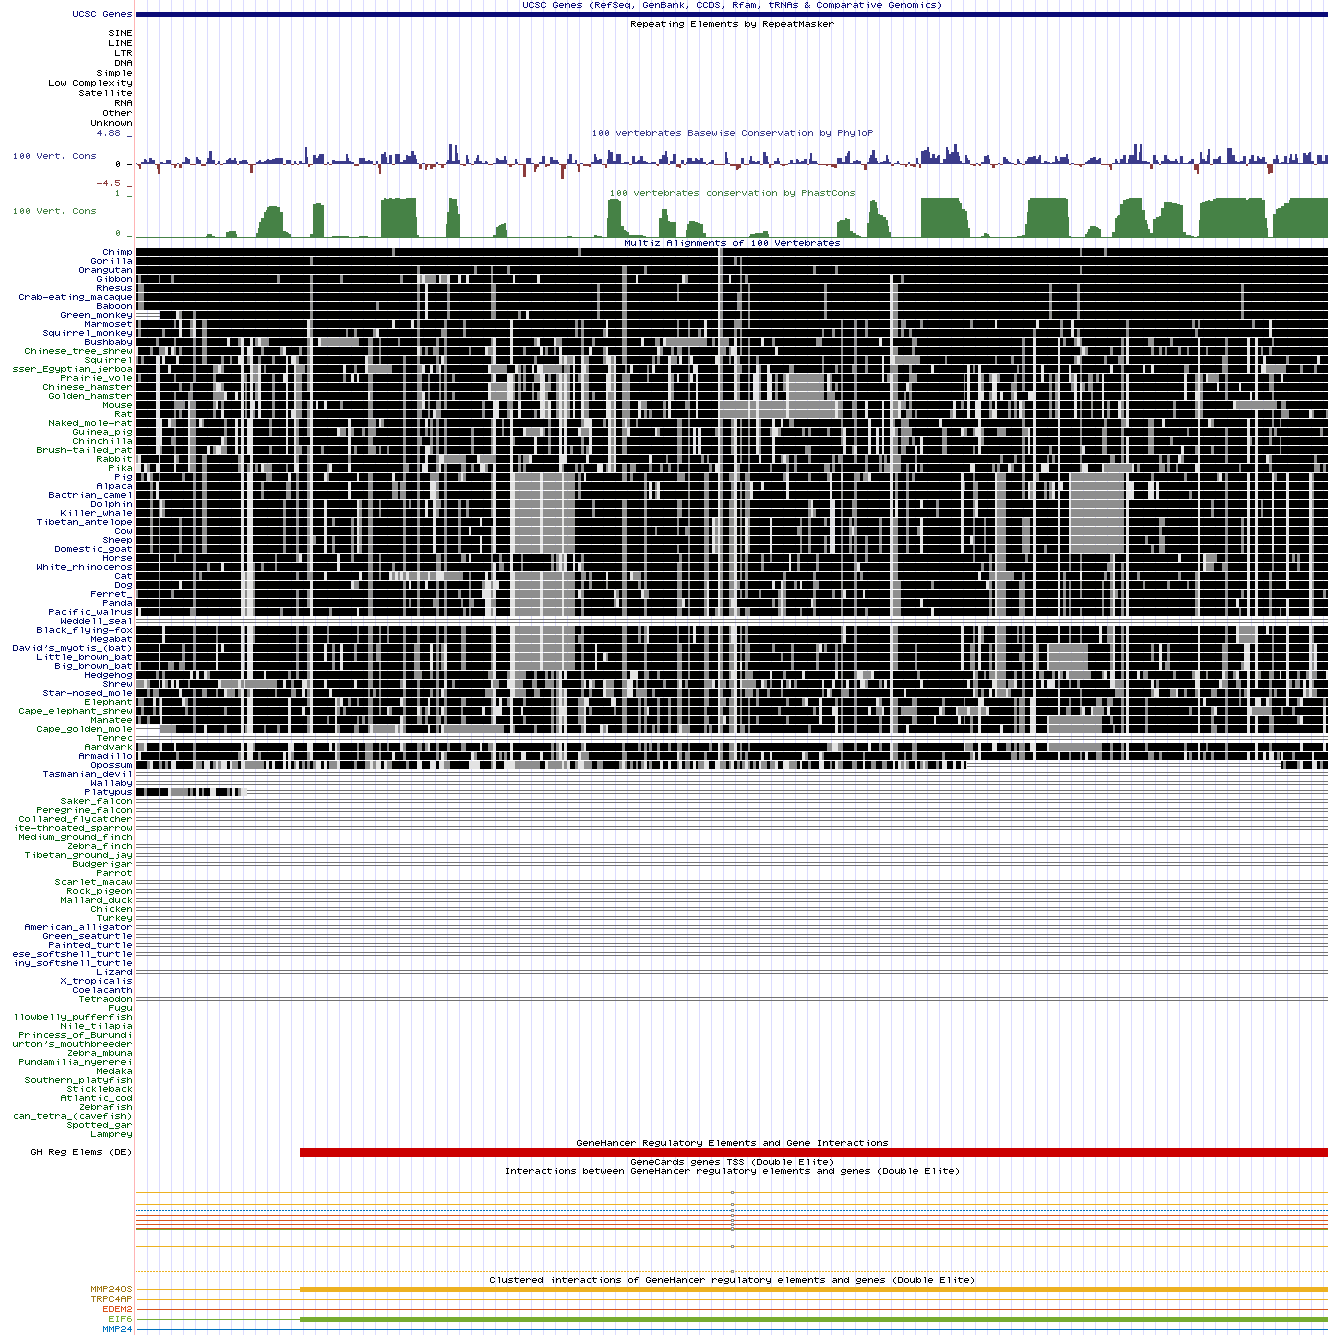 UCSC Genes (RefSeq, GenBank, CCDS, Rfam, tRNAs & Comparative Genomics)
UCSC Genes
Repeating Elements by RepeatMasker
SINE
LINE
LTR
DNA
Simple
Low Complexity
Satellite
RNA
Other
Unknown
4.88 _
100 vertebrates Basewise Conservation by PhyloP
100 Vert. Cons
0 _
-4.5 _
1 _
100 vertebrates conservation by PhastCons
100 Vert. Cons
0 _
Multiz Alignments of 100 Vertebrates
Chimp
Gorilla
Orangutan
Gibbon
Rhesus
Crab-eating_macaque
Baboon
Green_monkey
Marmoset
Squirrel_monkey
Bushbaby
Chinese_tree_shrew
Squirrel
sser_Egyptian_jerboa
Prairie_vole
Chinese_hamster
Golden_hamster
Mouse
Rat
Naked_mole-rat
Guinea_pig
Chinchilla
Brush-tailed_rat
Rabbit
Pika
Pig
Alpaca
Bactrian_camel
Dolphin
Killer_whale
Tibetan_antelope
Cow
Sheep
Domestic_goat
Horse
White_rhinoceros
Cat
Dog
Ferret_
Panda
Pacific_walrus
Weddell_seal
Black_flying-fox
Megabat
David's_myotis_(bat)
Little_brown_bat
Big_brown_bat
Hedgehog
Shrew
Star-nosed_mole
Elephant
Cape_elephant_shrew
Manatee
Cape_golden_mole
Tenrec
Aardvark
Armadillo
Opossum
Tasmanian_devil
Wallaby
Platypus
Saker_falcon
Peregrine_falcon
Collared_flycatcher
ite-throated_sparrow
Medium_ground_finch
Zebra_finch
Tibetan_ground_jay
Budgerigar
Parrot
Scarlet_macaw
Rock_pigeon
Mallard_duck
Chicken
Turkey
American_alligator
Green_seaturtle
Painted_turtle
ese_softshell_turtle
iny_softshell_turtle
Lizard
X_tropicalis
Coelacanth
Tetraodon
Fugu
llowbelly_pufferfish
Nile_tilapia
Princess_of_Burundi
urton's_mouthbreeder
Zebra_mbuna
Pundamilia_nyererei
Medaka
Southern_platyfish
Stickleback
Atlantic_cod
Zebrafish
can_tetra_(cavefish)
Spotted_gar
Lamprey
GeneHancer Regulatory Elements and Gene Interactions
GH Reg Elems (DE)
GeneCards genes TSS (Double Elite)
Interactions between GeneHancer regulatory elements and genes (Double Elite)
Clustered interactions of GeneHancer regulatory elements and genes (Double Elite)
MMP24OS
TRPC4AP
EDEM2
EIF6
MMP24